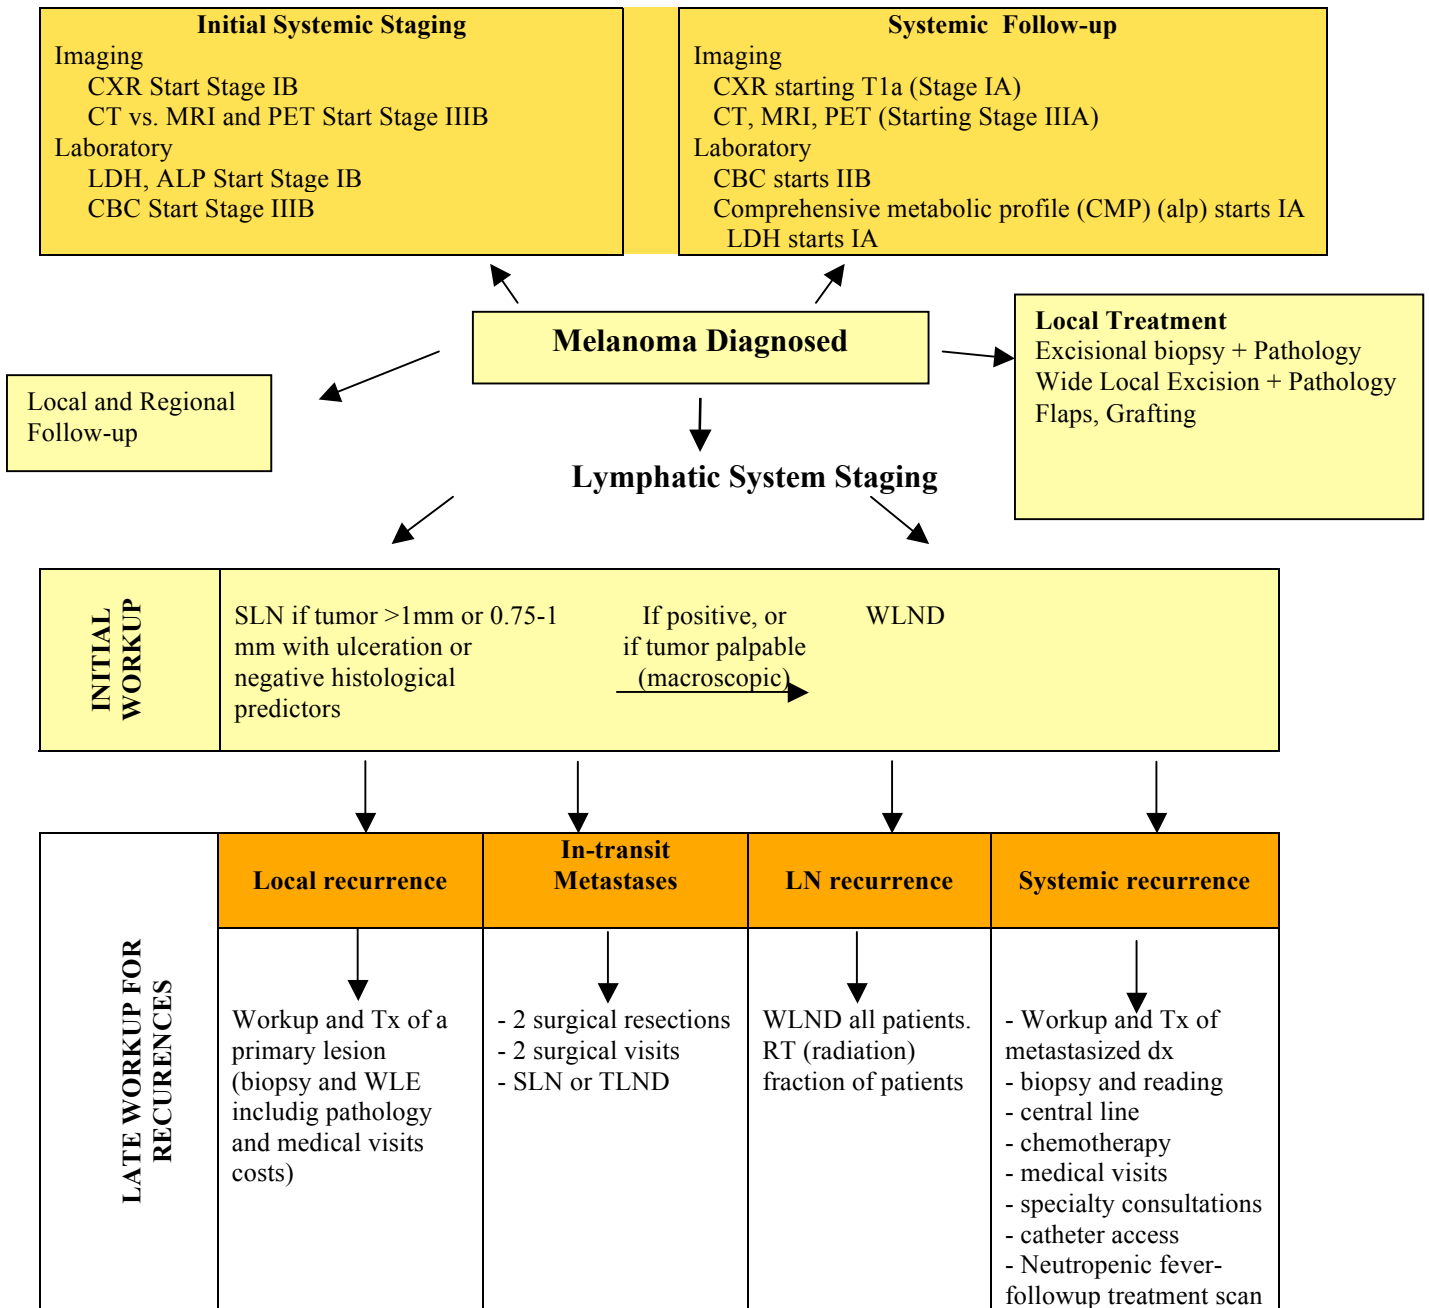 Initial Systemic Staging
Imaging
CXR Start Stage IB
CT vs. MRI and PET Start Stage IIIB
Laboratory
LDH, ALP Start Stage IB
CBC Start Stage IIIB
Systemic Follow-up
Imaging
CXR starting T1a (Stage IA)
CT, MRI, PET (Starting Stage IIIA)
Laboratory
CBC starts IIB
Comprehensive metabolic profile (CMP) (alp) starts IA
LDH starts IA
Melanoma Diagnosed
Local Treatment
Excisional biopsy + Pathology
Wide Local Excision + Pathology
Flaps, Grafting
Local and Regional
Follow-up
Lymphatic System Staging
INITIAL
WORKUP
SLN if tumor >1mm or 0.75-1
mm with ulceration or
negative histological
predictors
If positive, or
if tumor palpable
(macroscopic)
WLND
LATE WORKUP FOR
RECURENCES
Local recurrence
In-transit
Metastases
LN recurrence
Systemic recurrence
Workup and Tx of a
primary lesion
(biopsy and WLE
includig pathology
and medical visits
costs)
- 2 surgical resections
- 2 surgical visits
- SLN or TLND
WLND all patients.
RT (radiation)
fraction of patients
- Workup and Tx of
metastasized dx
- biopsy and reading
- central line
- chemotherapy
- medical visits
- specialty consultations
- catheter access
- Neutropenic fever-
followup treatment scan